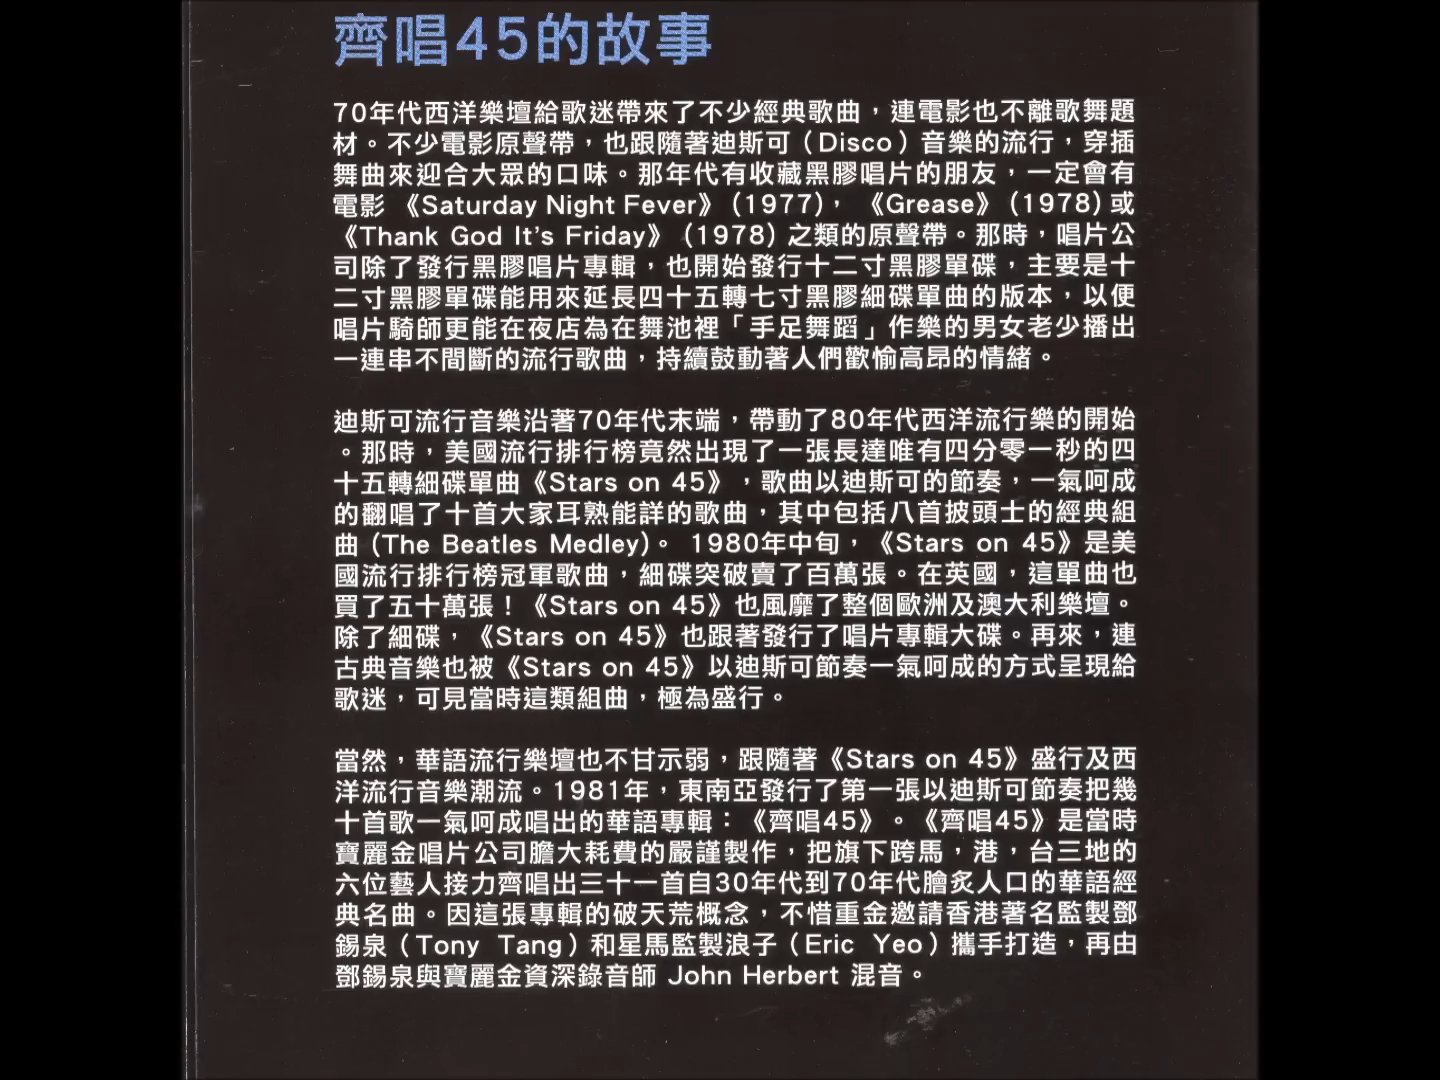 齊唱45的故事
70年代西洋樂壇給歌迷帶來了不少經典歌曲，連電影也不離歌舞題
材。不少電影原聲帶，也跟隨著迪斯可（Disco）音樂的流行，穿插
舞曲來迎合大眾的口味。那年代有收藏黑膠唱片的朋友，一定會有
電影 《Saturday Night Fever》 (1977)， 《Grease》 (1978) 或
《Thank God It's Friday》 (1978) 之類的原聲帶。那時，唱片公
司除了發行黑膠唱片專輯，也開始發行十二寸黑膠單碟，主要是十
二寸黑膠單碟能用來延長四十五轉七寸黑膠細碟單曲的版本，以便
唱片騎師更能在夜店為在舞池裡「手足舞蹈」作樂的男女老少播出
一連串不間斷的流行歌曲，持續鼓動著人們歡愉高昂的情緒。
迪斯可流行音樂沿著70年代末端，帶動了80年代西洋流行樂的開始
。那時，美國流行排行榜竟然出現了一張長達唯有四分零一秒的四
十五轉細碟單曲《Stars on 45》，歌曲以迪斯可的節奏，一氣呵成
的翻唱了十首大家耳熟能詳的歌曲，其中包括八首披頭士的經典組
曲 (The Beatles Medley)。 1980年中旬，《Stars on 45》是美
國流行排行榜冠軍歌曲，細碟突破賣了百萬張。在英國，這單曲也
買了五十萬張！《Stars on 45》也風靡了整個歐洲及澳大利樂壇。
除了細碟，《Stars on 45》也跟著發行了唱片專輯大碟。再來，連
古典音樂也被《Stars on 45》以迪斯可節奏一氣呵成的方式呈現給
歌迷，可見當時這類組曲，極為盛行。
當然，華語流行樂壇也不甘示弱，跟隨著《Stars on 45》盛行及西
洋流行音樂潮流。1981年，東南亞發行了第一張以迪斯可節奏把幾
十首歌一氣呵成唱出的華語專輯：《齊唱45》。《齊唱45》是當時
寶麗金唱片公司膽大耗費的嚴謹製作，把旗下跨馬，港，台三地的
六位藝人接力齊唱出三十一首自30年代到70年代膾炙人口的華語經
典名曲。因這張專輯的破天荒概念，不惜重金邀請香港著名監製鄧
錫泉（Tony Tang）和星馬監製浪子（Eric Yeo）攜手打造，再由
鄧錫泉與寶麗金資深錄音師 John Herbert 混音。